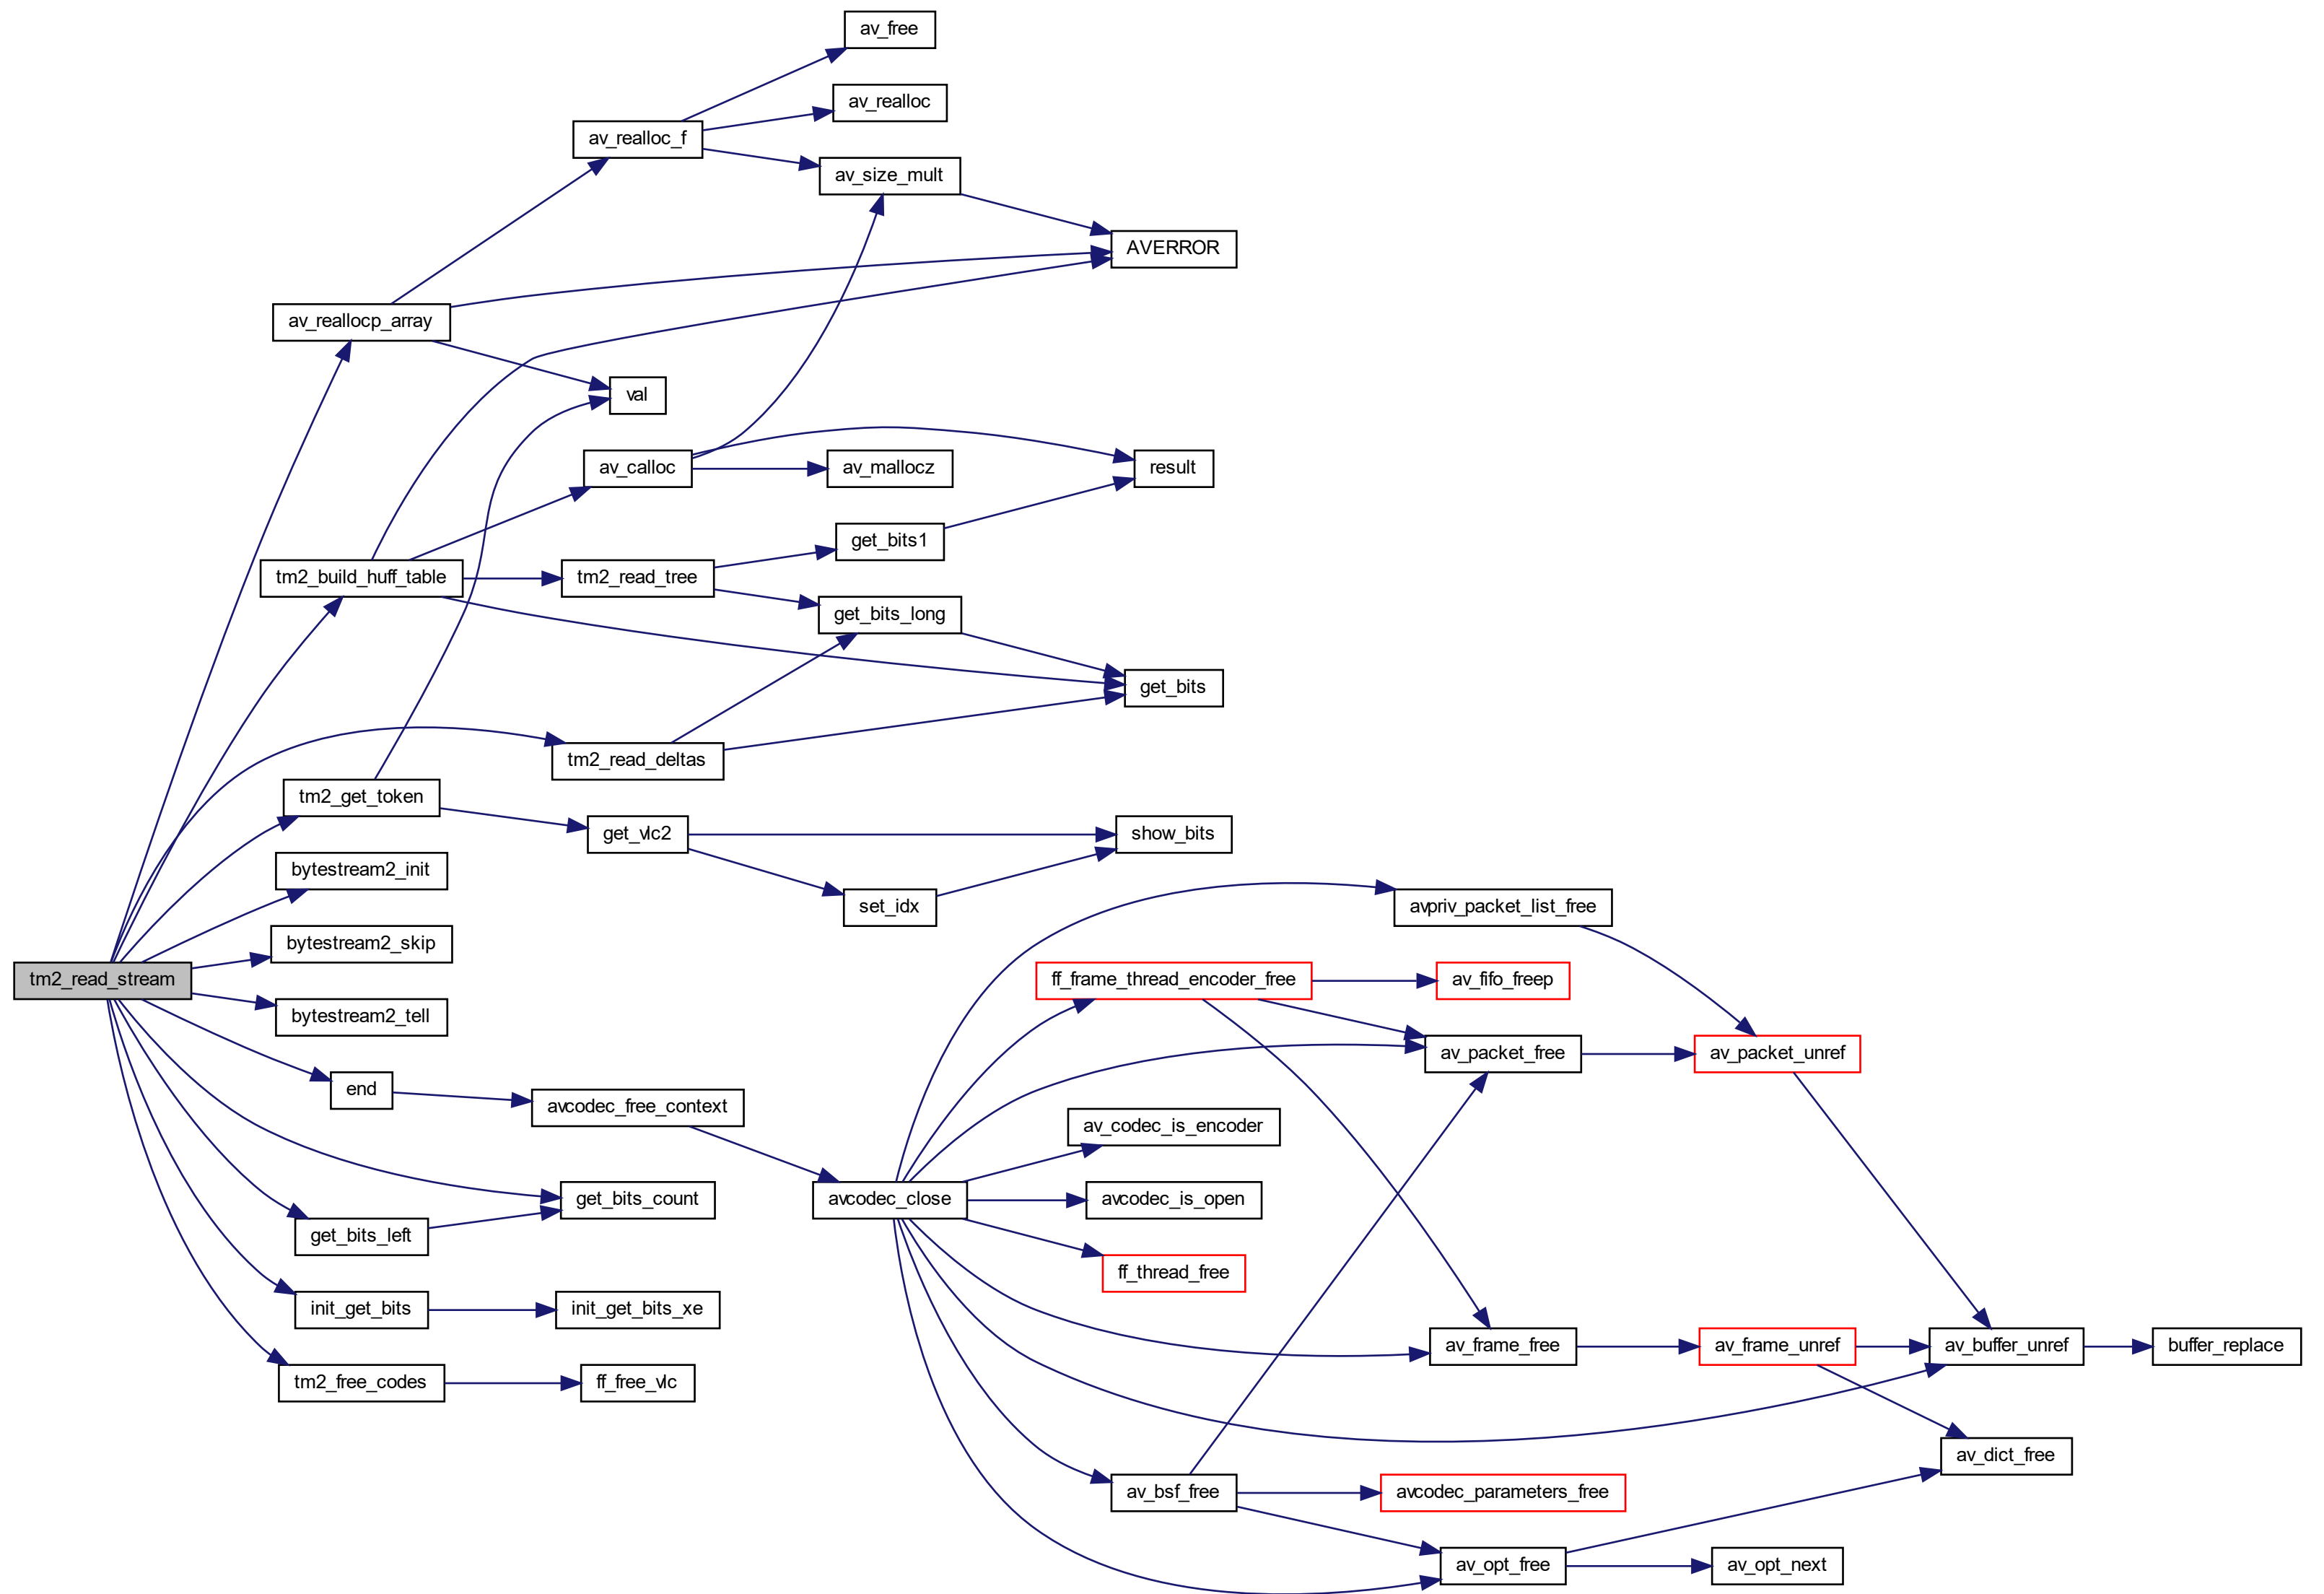 av_free
av_realloc
av_realloc_f
av_size_mult
AVERROR
av_reallocp_array
val
av_calloc
av_mallocz
result
get_bits1
tm2_build_huff_table
tm2_read_tree
get_bits_long
get_bits
tm2_read_deltas
tm2_get_token
get_vlc2
show_bits
bytestream2_init
set_idx
avpriv_packet_list_free
bytestream2_skip
tm2_read_stream
ff_frame_thread_encoder_free
av_fifo_freep
bytestream2_tell
av_packet_free
av_packet_unref
end
avcodec_free_context
av_codec_is_encoder
get_bits_count
avcodec_close
avcodec_is_open
get_bits_left
ff_thread_free
init_get_bits
init_get_bits_xe
av_frame_free
av_frame_unref
av_buffer_unref
buffer_replace
tm2_free_codes
ff_free_vlc
av_dict_free
av_bsf_free
avcodec_parameters_free
av_opt_free
av_opt_next